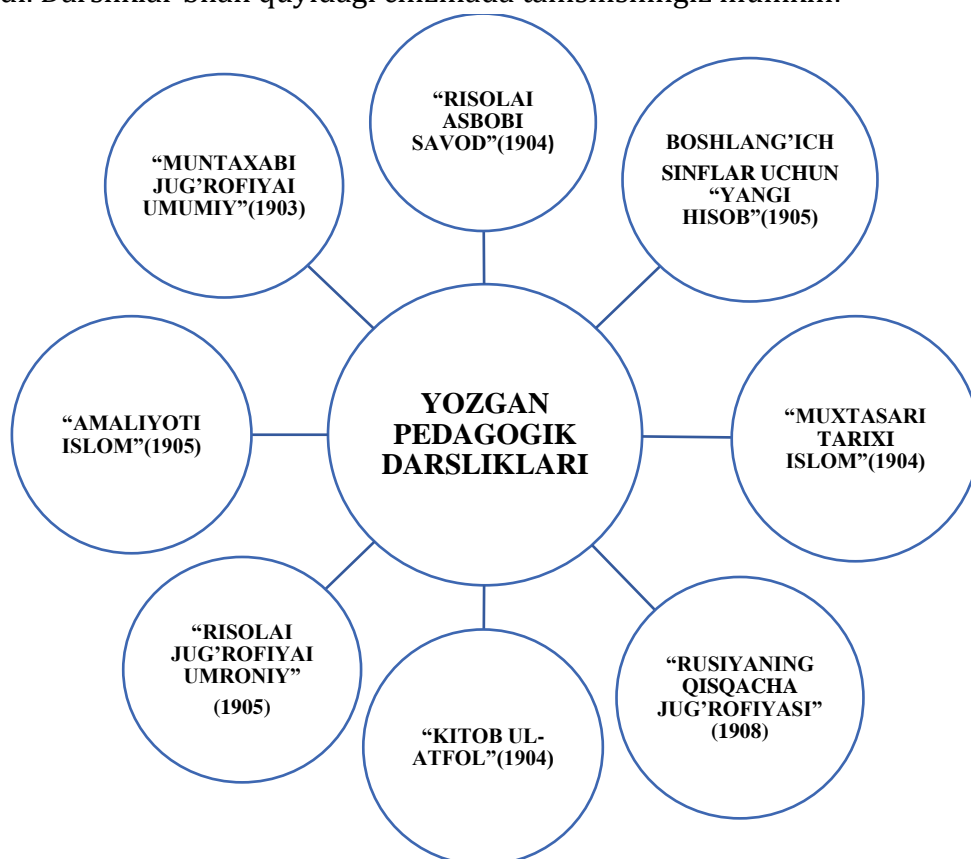 “RISOLAI
ASBOBI
SAVOD”(1904)
BOSHLANG’ICH
SINFLAR UCHUN
“YANGI
HISOB”(1905)
“MUXTASARI
TARIXI
ISLOM”(1904)
“RUSIYANING
QISQACHA
JUG’ROFIYASI”
(1908)
“KITOB UL-
ATFOL”(1904)
“RISOLAI
JUG’ROFIYAI
UMRONIY”
(1905)
“AMALIYOTI
ISLOM”(1905)
“MUNTAXABI
JUG’ROFIYAI
UMUMIY”(1903)
YOZGAN
PEDAGOGIK
DARSLIKLARI